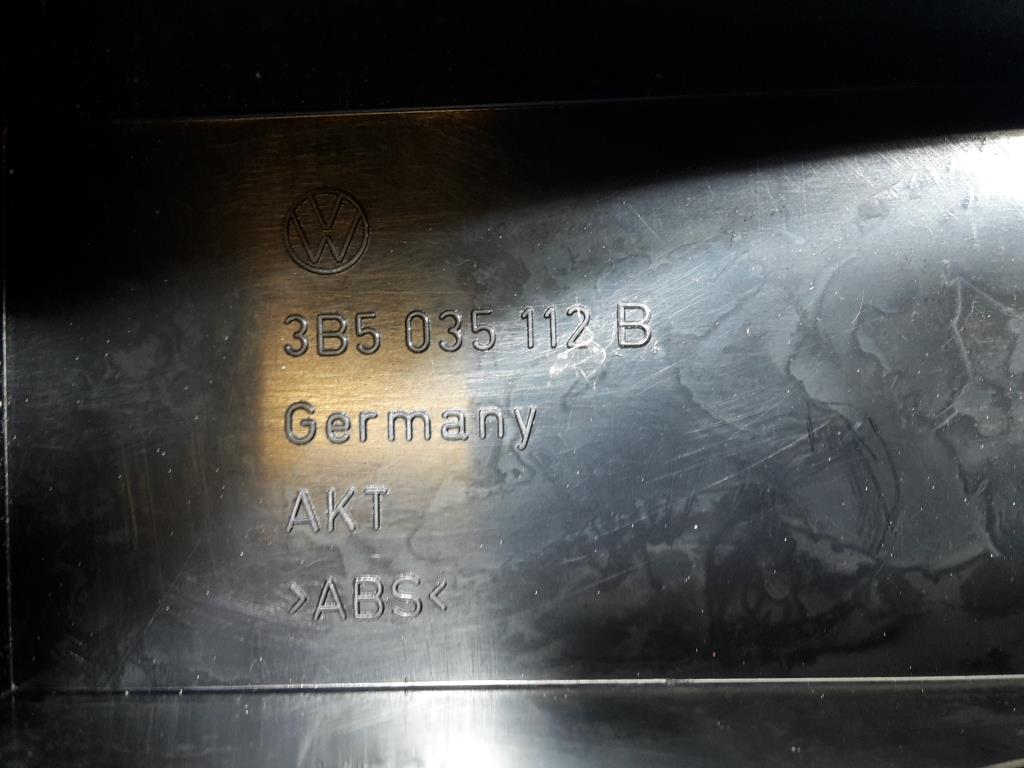 3B5 035 112 B
Germany
AKT
>ABS<